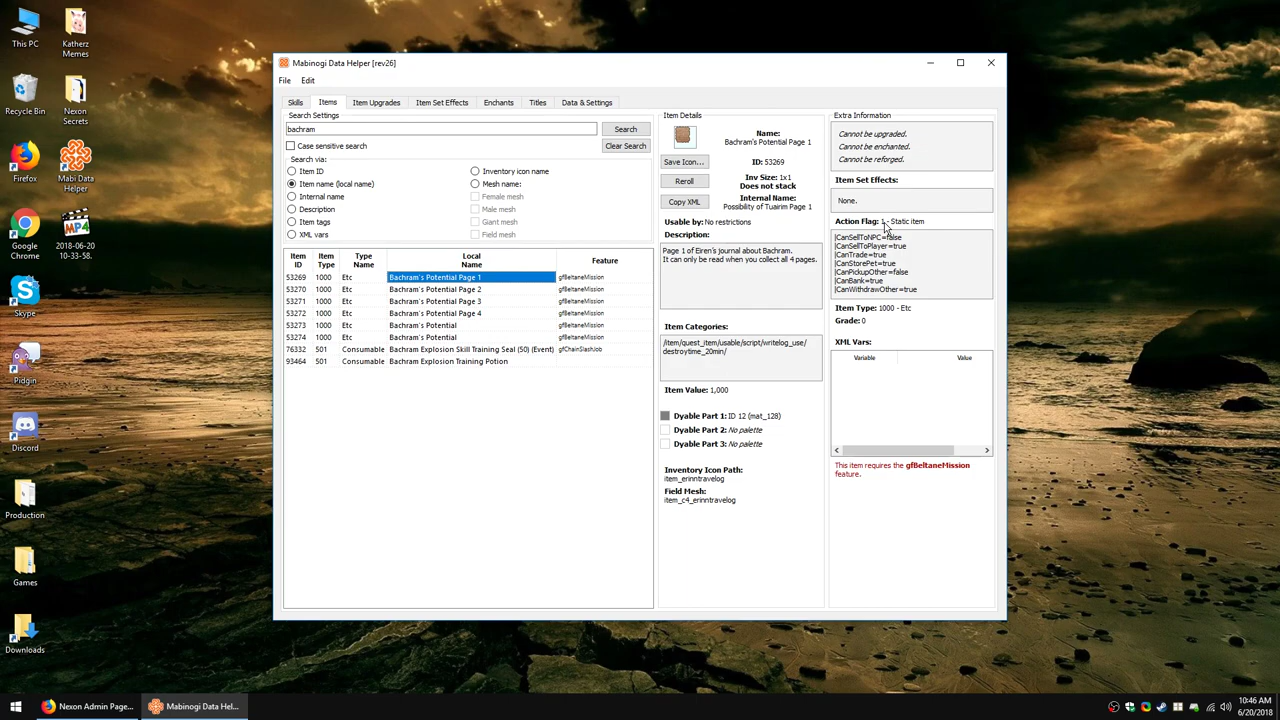 This PC
Katherz
Memes
Recycle Bin
Nexon
Secrets
Firefox
Mabi Data
Helper
Google
Chrome
MP4
2018-06-20
10-33-58.
Skype
Pidgin
Discord
Production
Games
Downloads
Mabinogi Data Helper [rev26]
File Edit
Skills Items Item Upgrades Item Set Effects Enchants Titles Data & Settings
Search Settings
bachram Search
Case sensitive search Clear Search
Search via:
Item ID Inventory icon name
Item name (local name) Mesh name:
Internal name Female mesh
Description Male mesh
Item tags Giant mesh
XML vars Field mesh
Item ID Item Type Type Name Local Name Feature
53269 1000 Etc Bachram's Potential Page 1 gfBeltaneMission
53270 1000 Etc Bachram's Potential Page 2 gfBeltaneMission
53271 1000 Etc Bachram's Potential Page 3 gfBeltaneMission
53272 1000 Etc Bachram's Potential Page 4 gfBeltaneMission
53273 1000 Etc Bachram's Potential gfBeltaneMission
53274 1000 Etc Bachram's Potential gfBeltaneMission
76332 501 Consumable Bachram Explosion Skill Training Seal (50) (Event) gfChainSlashJob
93464 501 Consumable Bachram Explosion Training Potion
Item Details
Name:
Bachram's Potential Page 1
Save Icon... ID: 53269
Reroll Inv Size: 1x1
Does not stack
Copy XML Internal Name:
Possibility of Tuairim Page 1
Usable by: No restrictions
Description:
Page 1 of Eiren's journal about Bachram.
It can only be read when you collect all 4 pages.
Item Categories:
/item/quest_item/usable/script/writelog_use/
destroytime_20min/
Item Value: 1,000
Dyable Part 1: ID 12 (mat_128)
Dyable Part 2: No palette
Dyable Part 3: No palette
Inventory Icon Path:
item_erinntravelog
Field Mesh:
item_c4_erinntravelog
Extra Information
Cannot be upgraded.
Cannot be enchanted.
Cannot be reforged.
Item Set Effects:
None.
Action Flag: 1 - Static item
|CanSellToNPC=false
|CanSellToPlayer=true
|CanTrade=true
|CanStorePet=true
|CanPickupOther=false
|CanBank=true
|CanWithdrawOther=true
Item Type: 1000 - Etc
Grade: 0
XML Vars:
Variable Value
This item requires the gfBeltaneMission
feature.
Nexon Admin Page... Mabinogi Data Hel...
10:46 AM
6/20/2018